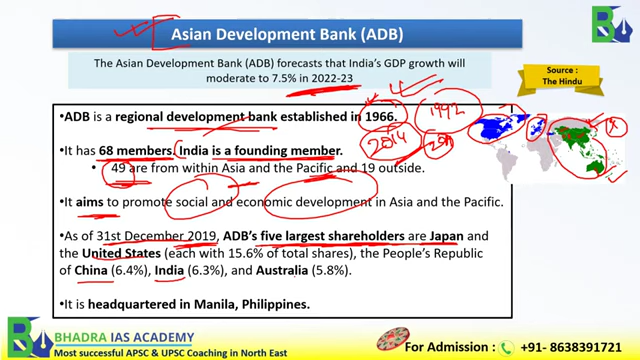 Asian Development Bank (ADB)
The Asian Development Bank (ADB) forecasts that India's GDP growth will
moderate to 7.5% in 2022-23
Source :
The Hindu
ADB is a regional development bank established in 1966.
1992
2014
It has 68 members. India is a founding member.
49 are from within Asia and the Pacific and 19 outside.
It aims to promote social and economic development in Asia and the Pacific.
As of 31st December 2019, ADB's five largest shareholders are Japan and
the United States (each with 15.6% of total shares), the People's Republic
of China (6.4%), India (6.3%), and Australia (5.8%).
It is headquartered in Manila, Philippines.
BHADRA IAS ACADEMY
Most successful APSC & UPSC Coaching in North East
For Admission :
+91- 8638391721